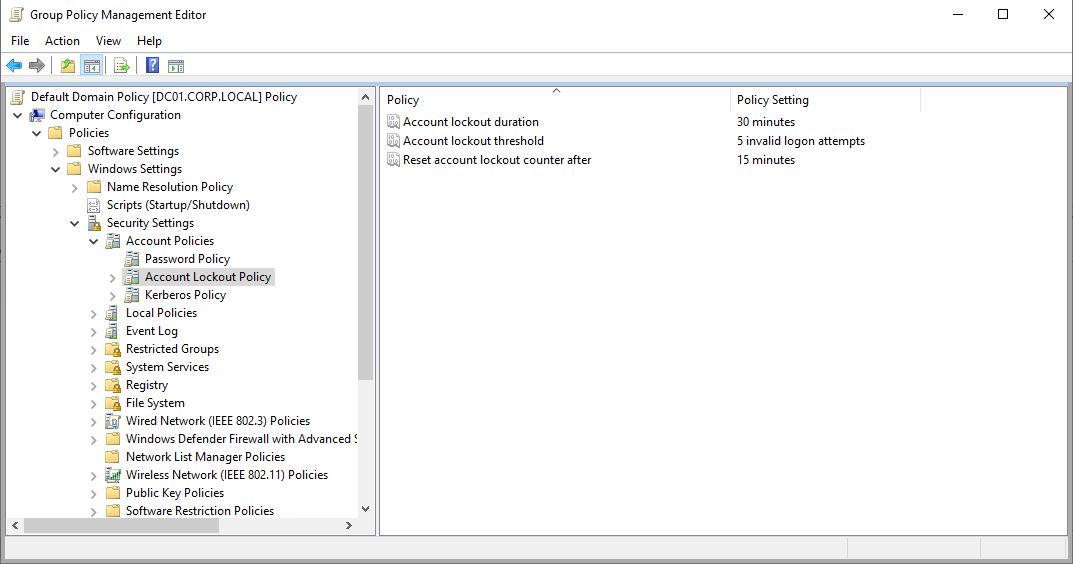 Group Policy Management Editor
File Action View Help
Default Domain Policy [DC01.CORP.LOCAL] Policy
Computer Configuration
Policies
Software Settings
Windows Settings
Name Resolution Policy
Scripts (Startup/Shutdown)
Security Settings
Account Policies
Password Policy
Account Lockout Policy
Kerberos Policy
Local Policies
Event Log
Restricted Groups
System Services
Registry
File System
Wired Network (IEEE 802.3) Policies
Windows Defender Firewall with Advanced S
Network List Manager Policies
Wireless Network (IEEE 802.11) Policies
Public Key Policies
Software Restriction Policies
Policy Policy Setting
Account lockout duration 30 minutes
Account lockout threshold 5 invalid logon attempts
Reset account lockout counter after 15 minutes